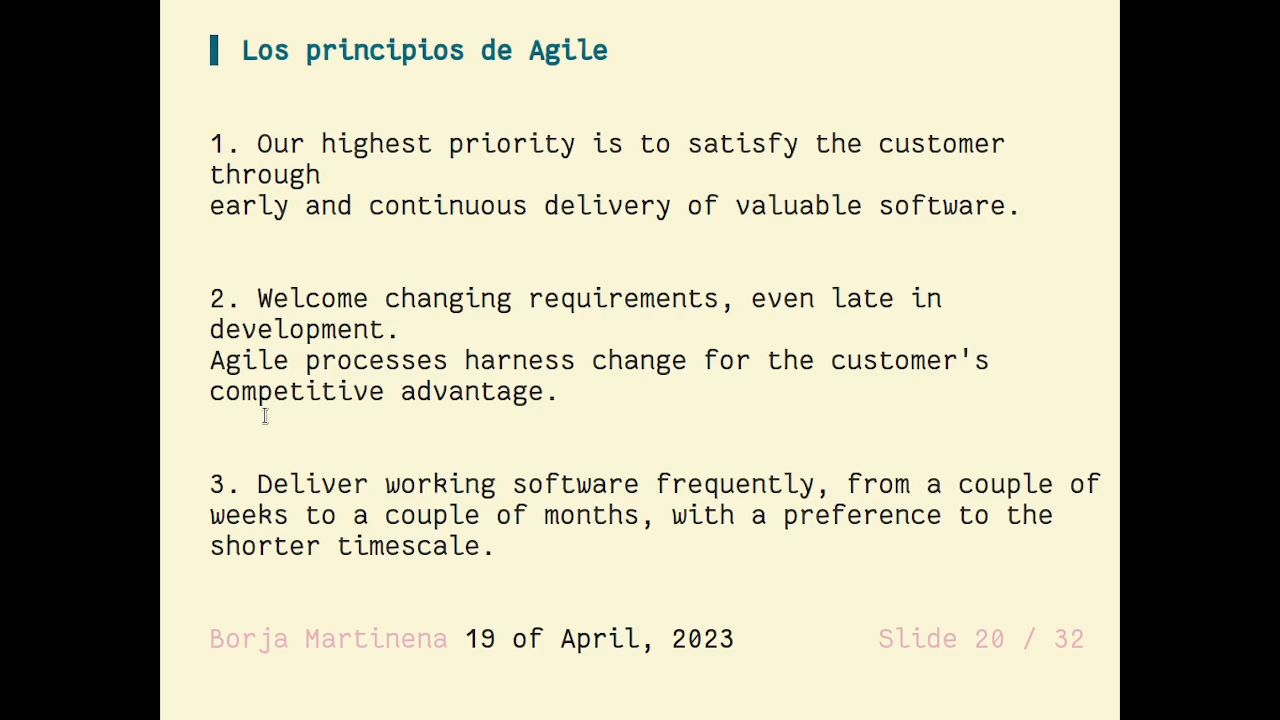 Los principios de Agile
1. Our highest priority is to satisfy the customer
through
early and continuous delivery of valuable software.
2. Welcome changing requirements, even late in
development.
Agile processes harness change for the customer's
competitive advantage.
3. Deliver working software frequently, from a couple of
weeks to a couple of months, with a preference to the
shorter timescale.
Borja Martinena 19 of April, 2023 Slide 20 / 32